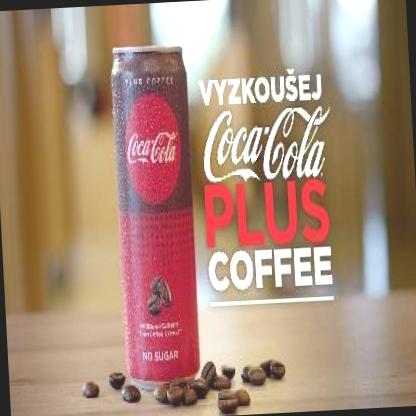 PLUS COFFEE
Coca-Cola
NO SUGAR
VYZKOUŠEJ
Coca-Cola
PLUS
COFFEE